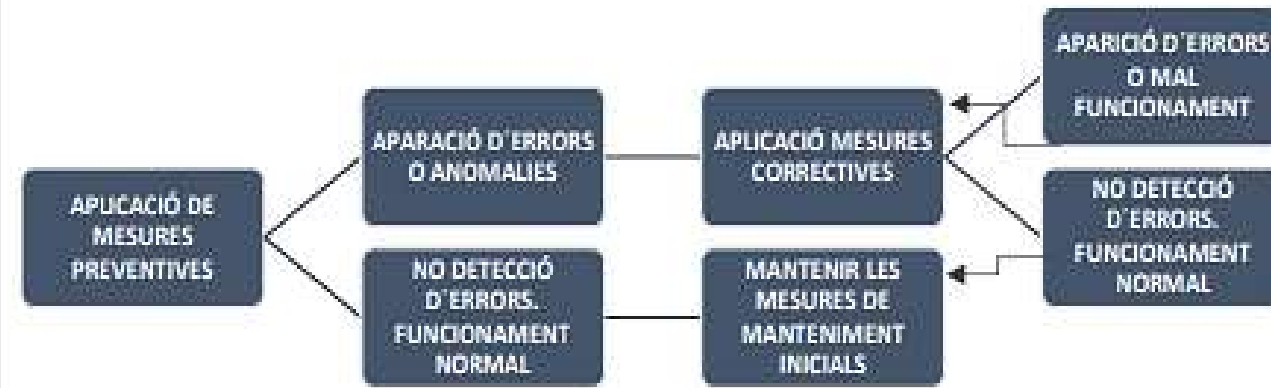 APLICACIÓ DE
MESURES
PREVENTIVES
APARACIÓ D´ERRORS
O ANOMALIES
NO DETECCIÓ
D´ERRORS.
FUNCIONAMENT
NORMAL
APLICACIÓ MESURES
CORRECTIVES
MANTENIR LES
MESURES DE
MANTENIMENT
INICIALS
APARICIÓ D´ERRORS
O MAL
FUNCIONAMENT
NO DETECCIÓ
D´ERRORS.
FUNCIONAMENT
NORMAL